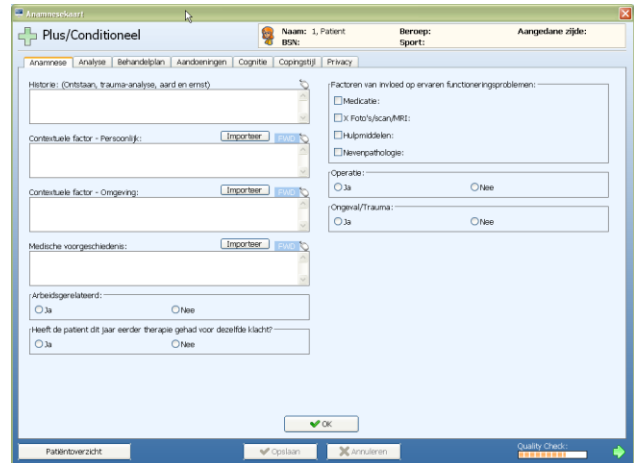 Anamnesekaart
Plus/Conditioneel
Naam: 1, Patient Beroep: Aangedane zijde:
BSN: Sport:
Anamnese Analyse Behandelplan Aandoeningen Cognitie Copingstijl Privacy
Historie: (Ontstaan, trauma-analyse, aard en ernst)
Contextuele factor - Persoonlijk: Importeer FWD
Contextuele factor - Omgeving: Importeer FWD
Medische voorgeschiedenis: Importeer FWD
Arbeidsgerelateerd:
Ja Nee
Heeft de patient dit jaar eerder therapie gehad voor dezelfde klacht?
Ja Nee
Factoren van invloed op ervaren functioneringsproblemen:
Medicatie:
X Foto's/scan/MRI:
Hulpmiddelen:
Nevenpathologie:
Operatie:
Ja Nee
Ongeval/Trauma:
Ja Nee
OK
Patiëntoverzicht Opslaan Annuleren Quality Check: